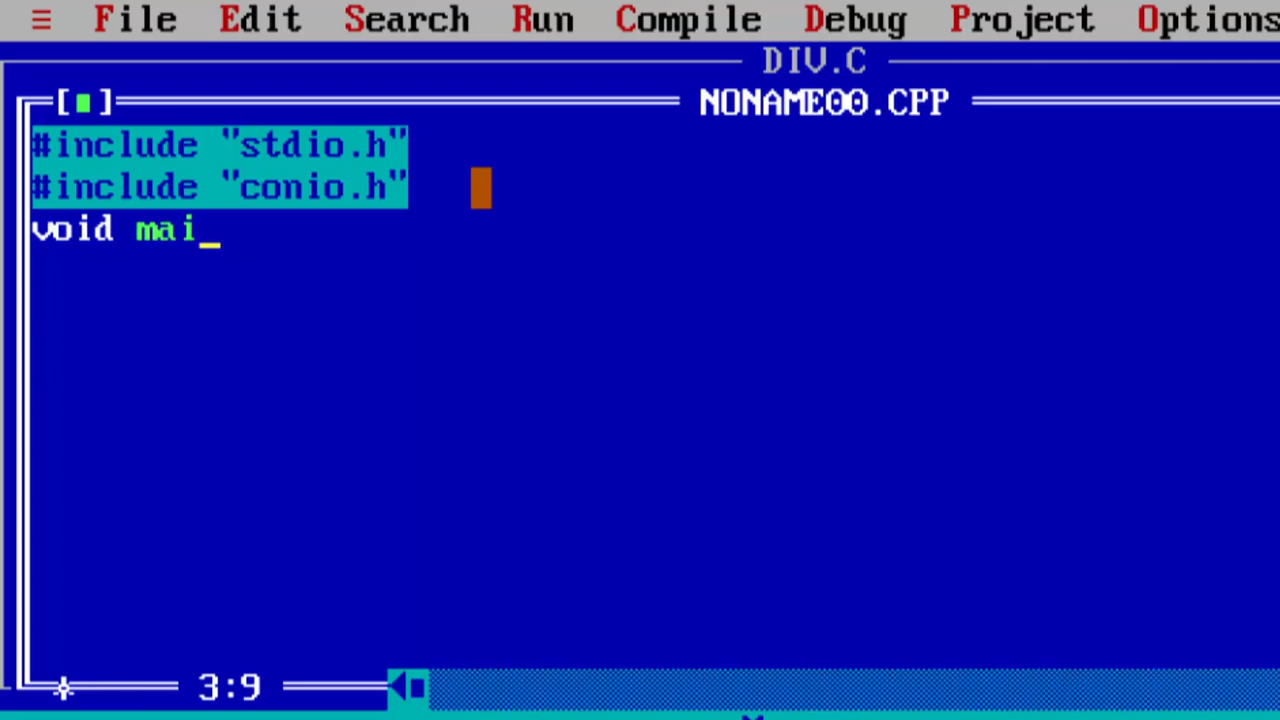 ≡ File Edit Search Run Compile Debug Project Options
DIV.C
[■] NONAME00.CPP
#include "stdio.h"
#include "conio.h"
void mai_
3:9